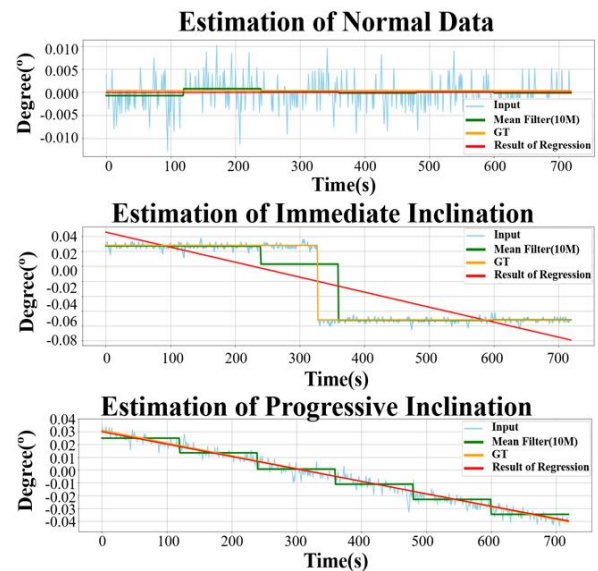 Estimation of Normal Data
Degree(°)
0.010
0.005
0.000
-0.005
-0.010
Input
Mean Filter(10M)
GT
Result of Regression
0 100 200 300 400 500 600 700
Time(s)
Estimation of Immediate Inclination
Degree(°)
0.04
0.02
0.00
-0.02
-0.04
-0.06
-0.08
Input
Mean Filter(10M)
GT
Result of Regression
0 100 200 300 400 500 600 700
Time(s)
Estimation of Progressive Inclination
Degree(°)
0.04
0.03
0.02
0.01
0.00
-0.01
-0.02
-0.03
-0.04
Input
Mean Filter(10M)
GT
Result of Regression
0 100 200 300 400 500 600 700
Time(s)